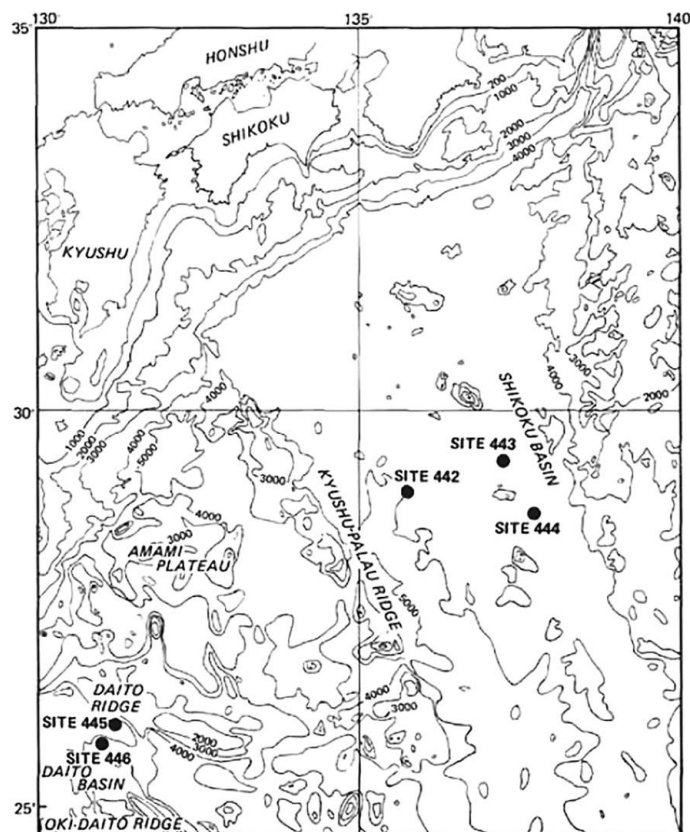 130
135
140
35
HONSHU
SHIKOKU
200
1000
2000
3000
4000
KYUSHU
4000
3000
2000
SHIKOKU BASIN
30
1000
2000
3000
4000
5000
4000
3000
SITE 443
SITE 442
SITE 444
KYUSHU-PALAU RIDGE
5000
4000
3000
AMAMI
PLATEAU
DAITO
RIDGE
SITE 445
SITE 446
2000
3000
4000
4000
3000
DAITO
BASIN
25°
OKI-DAITO RIDGE